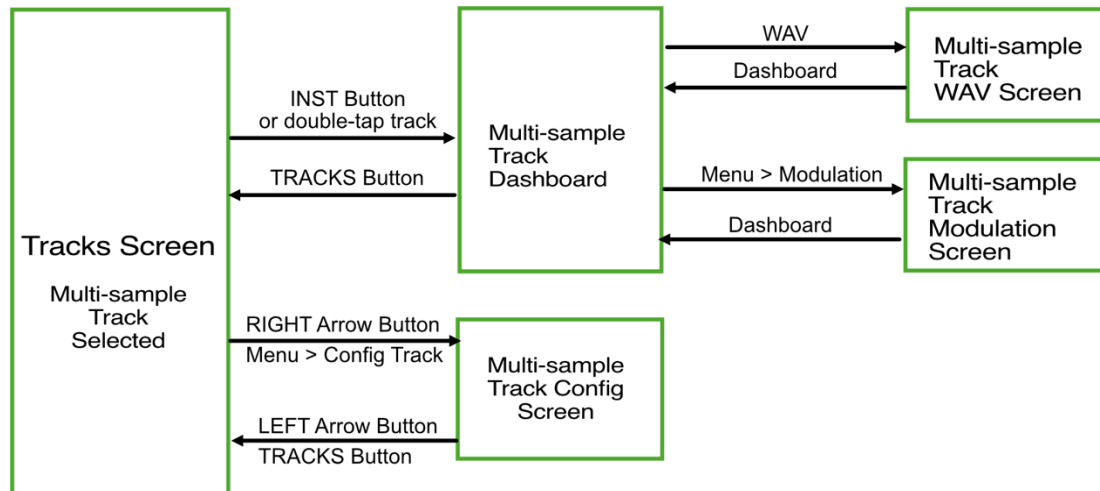 Tracks Screen
Multi-sample
Track
Selected
INST Button
or double-tap track
TRACKS Button
RIGHT Arrow Button
Menu > Config Track
LEFT Arrow Button
TRACKS Button
Multi-sample
Track
Dashboard
Multi-sample
Track Config
Screen
WAV
Dashboard
Menu > Modulation
Dashboard
Multi-sample
Track
WAV Screen
Multi-sample
Track
Modulation
Screen